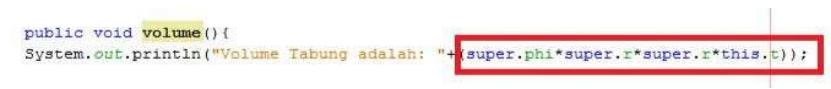 public void volume(){
System.out.println("Volume Tabung adalah: "+(super.phi*super.r*super.r*this.t));